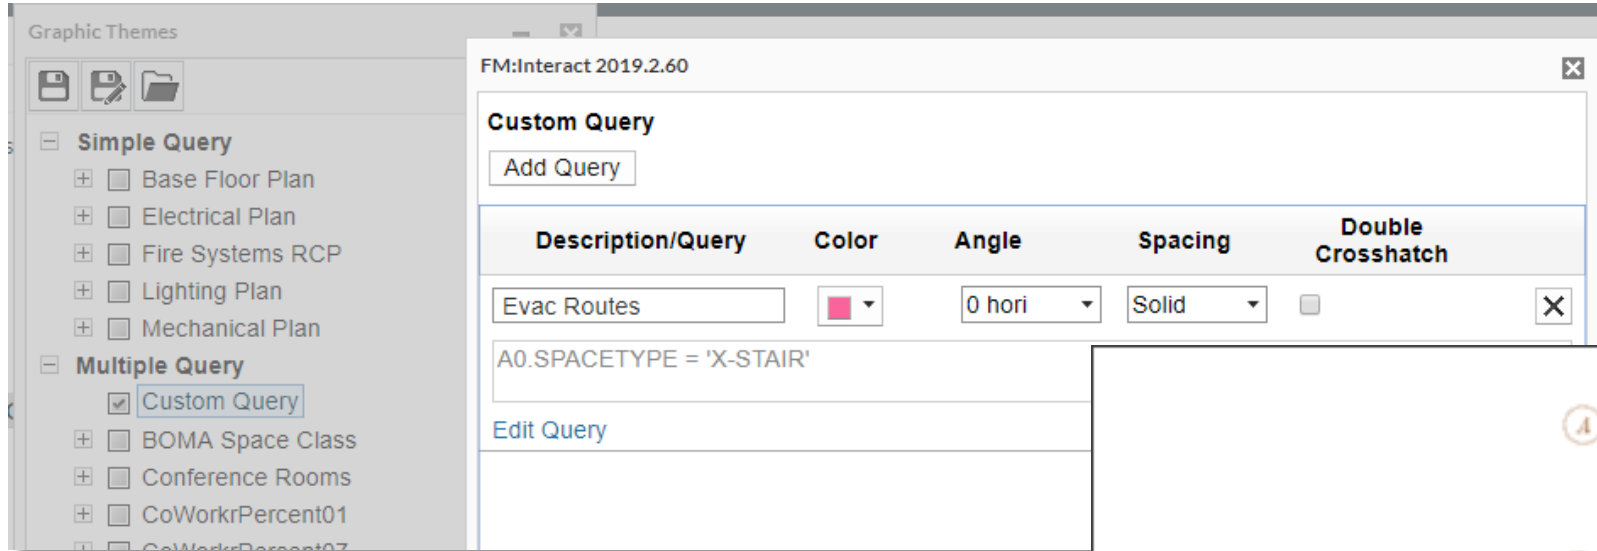 Graphic Themes
Simple Query
Base Floor Plan
Electrical Plan
Fire Systems RCP
Lighting Plan
Mechanical Plan
Multiple Query
Custom Query
BOMA Space Class
Conference Rooms
CoWorkrPercent01
CoWorkrPercent07
FM:Interact 2019.2.60
Custom Query
Add Query
Description/Query Color Angle Spacing Double Crosshatch
Evac Routes 0 hori Solid
A0.SPACETYPE = 'X-STAIR'
Edit Query
A